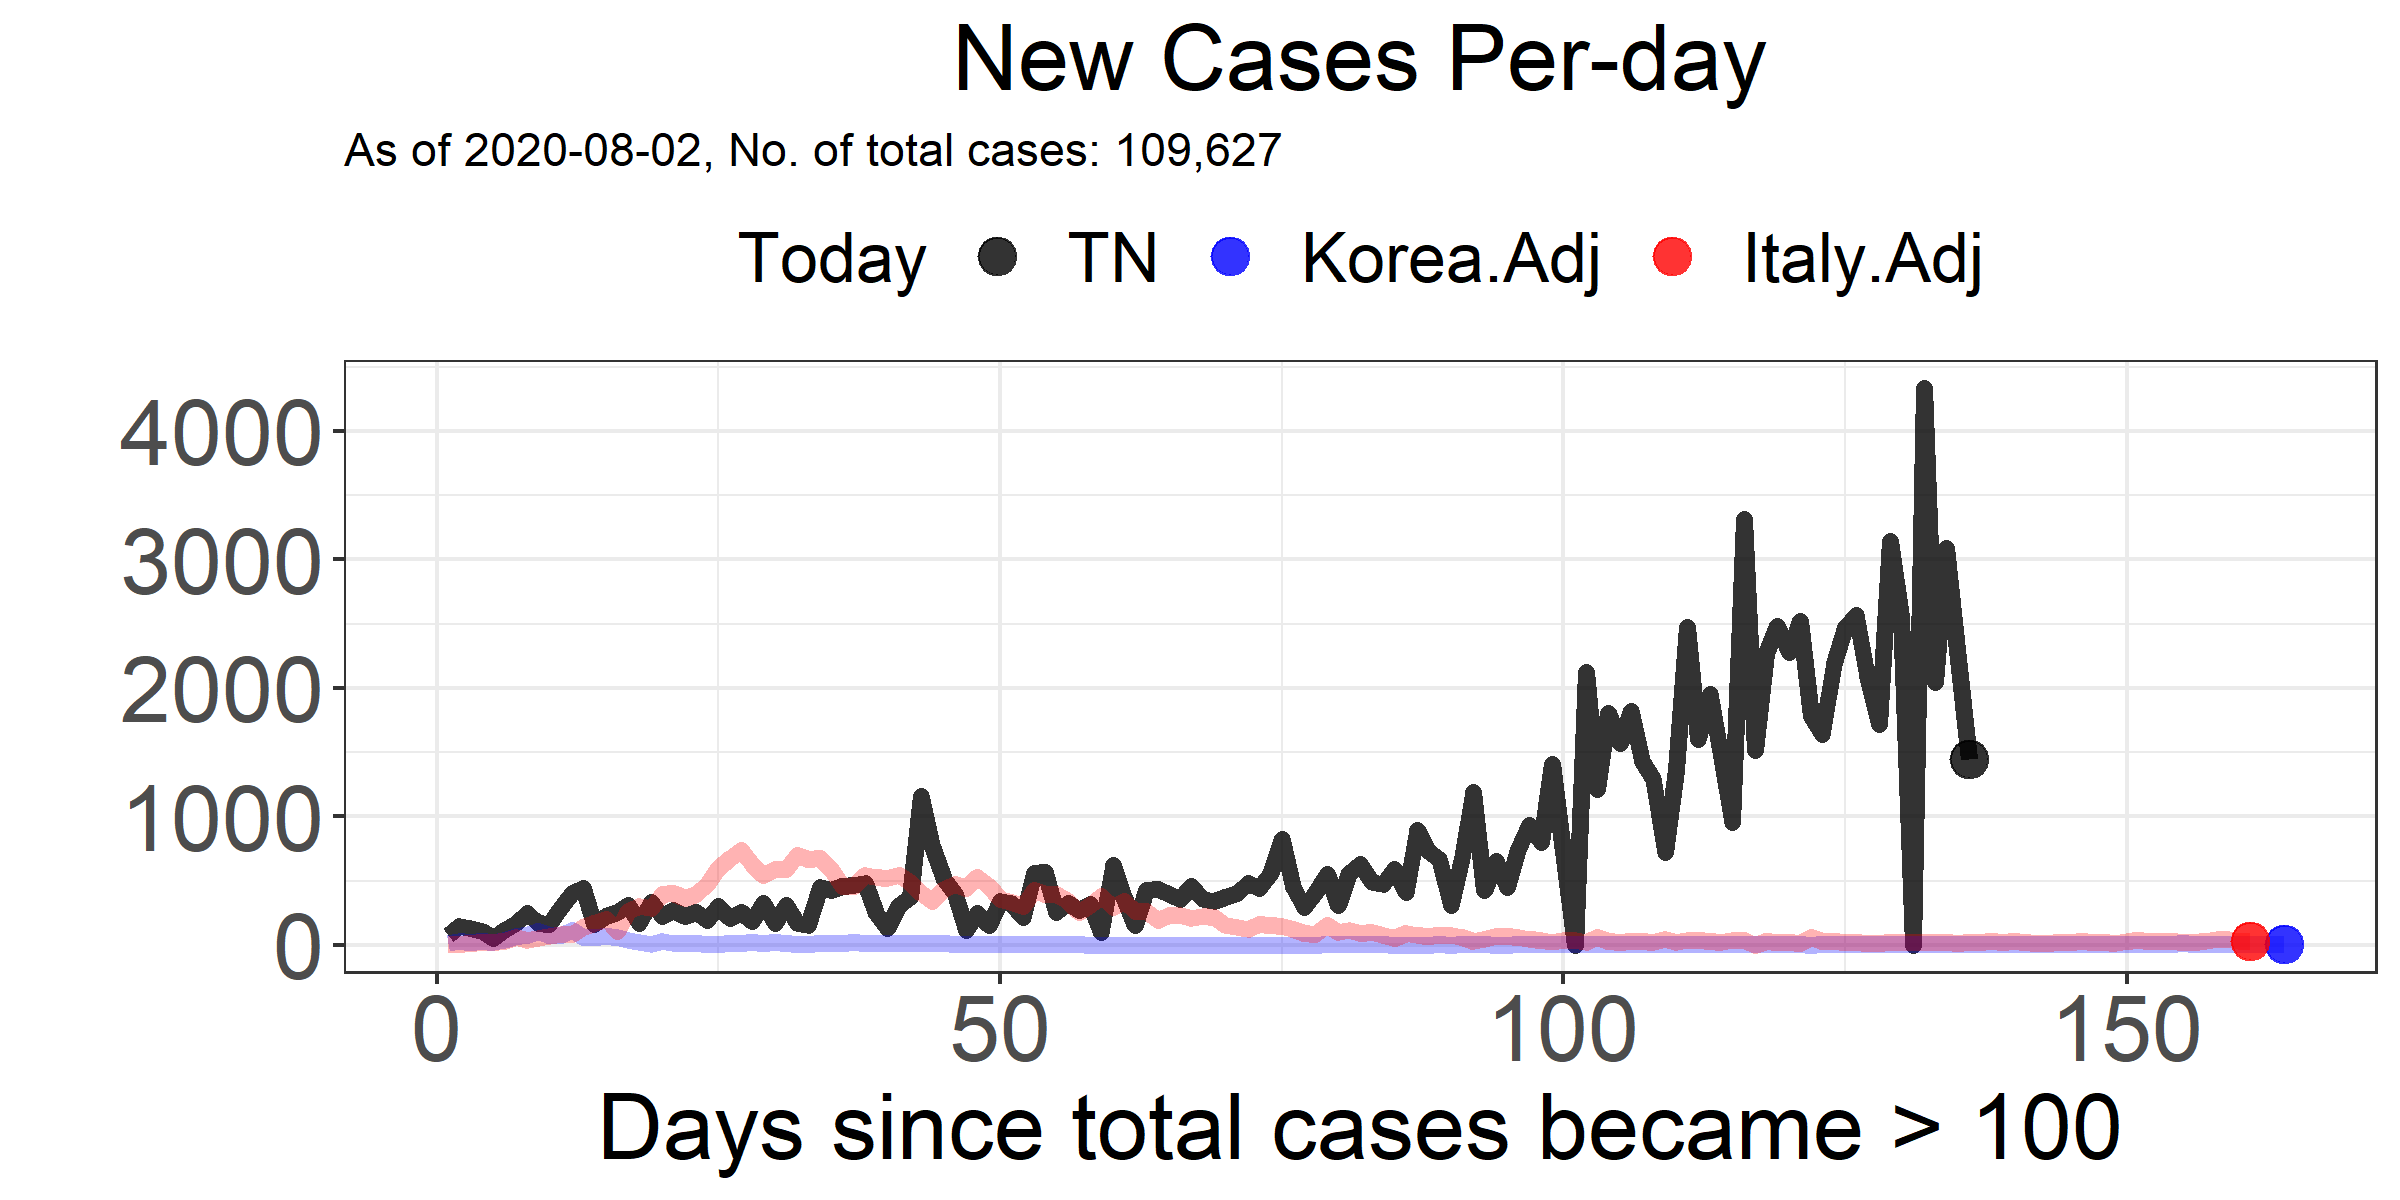 New Cases Per-day
As of 2020-08-02, No. of total cases: 109,627
Today TN Korea.Adj Italy.Adj
4000
3000
2000
1000
0
0 50 100 150
Days since total cases became > 100